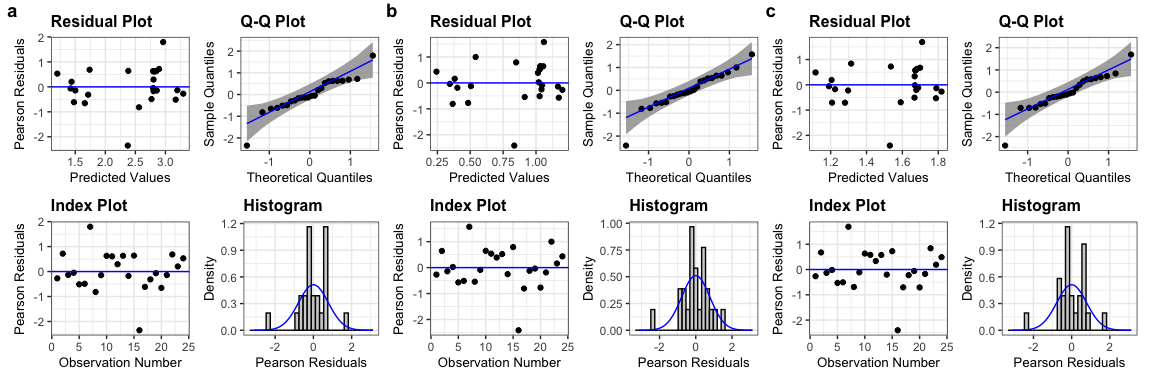 a
Residual Plot
Pearson Residuals
2
1
0
-1
-2
1.5
2.0
2.5
3.0
Predicted Values
Q-Q Plot
Sample Quantiles
2
1
0
-1
-2
-1
0
1
Theoretical Quantiles
b
Residual Plot
Pearson Residuals
1
0
-1
-2
0.25
0.50
0.75
1.00
Predicted Values
Q-Q Plot
Sample Quantiles
2
1
0
-1
-2
-1
0
1
Theoretical Quantiles
c
Residual Plot
Pearson Residuals
1
0
-1
-2
1.2
1.4
1.6
1.8
Predicted Values
Q-Q Plot
Sample Quantiles
2
1
0
-1
-2
-1
0
1
Theoretical Quantiles
Index Plot
Pearson Residuals
2
1
0
-1
-2
0
5
10
15
20
25
Observation Number
Histogram
Density
1.2
0.9
0.6
0.3
0.0
-2
0
2
Pearson Residuals
Index Plot
Pearson Residuals
1
0
-1
-2
0
5
10
15
20
25
Observation Number
Histogram
Density
1.00
0.75
0.50
0.25
0.00
-2
0
2
Pearson Residuals
Index Plot
Pearson Residuals
1
0
-1
-2
0
5
10
15
20
25
Observation Number
Histogram
Density
1.2
0.9
0.6
0.3
0.0
-2
0
2
Pearson Residuals